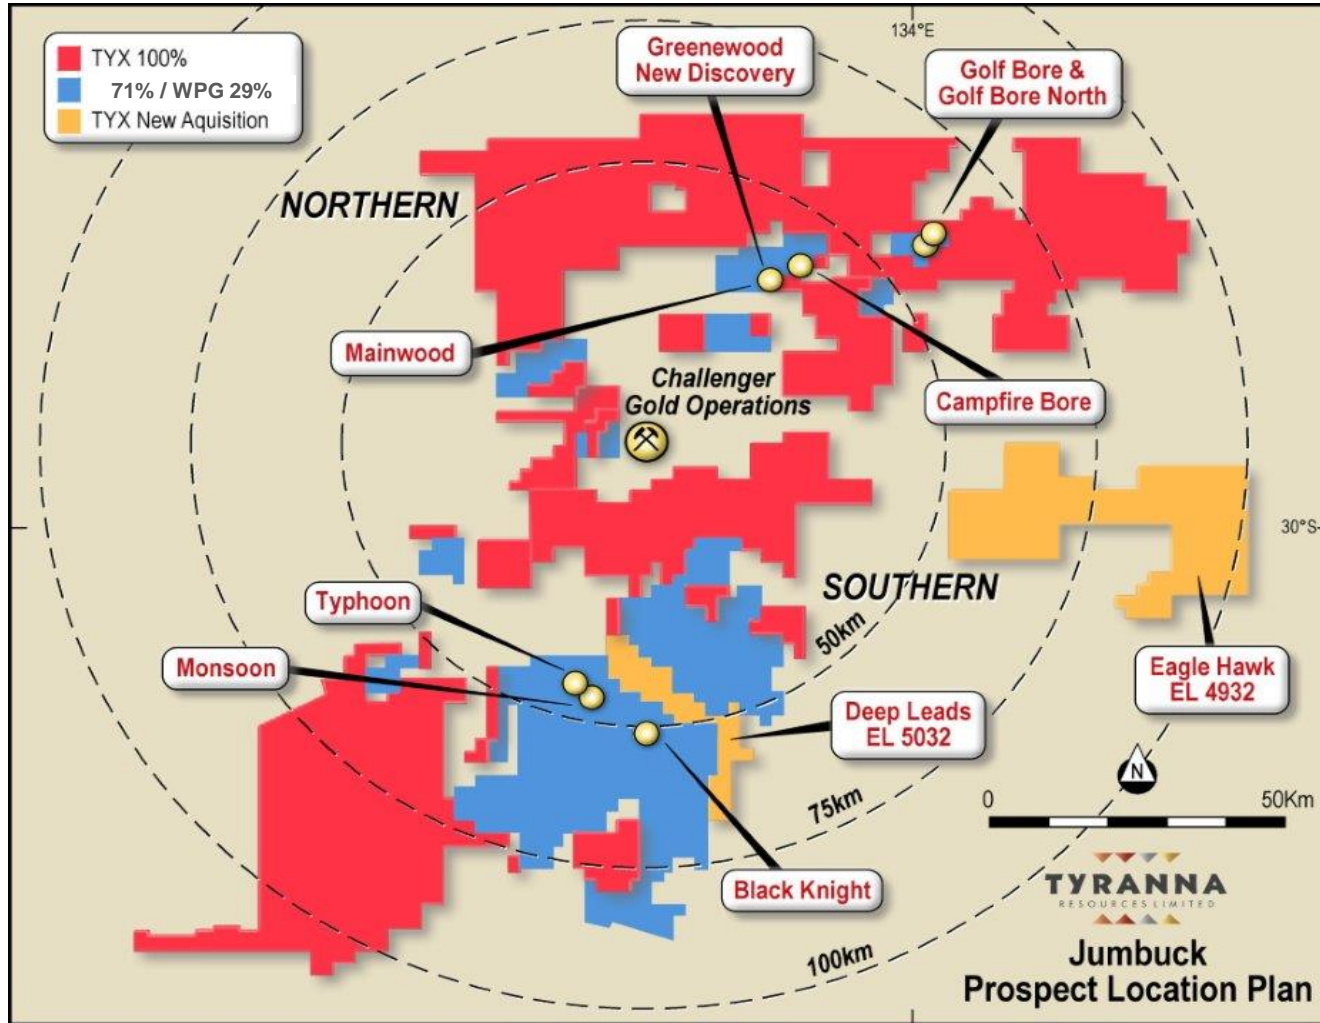 134°E
TYX 100%
71% / WPG 29%
TYX New Aquisition
Greenewood
New Discovery
Golf Bore &
Golf Bore North
NORTHERN
Mainwood
Challenger
Gold Operations
Campfire Bore
30°S
SOUTHERN
Typhoon
50km
Monsoon
Eagle Hawk
EL 4932
Deep Leads
EL 5032
N
75km
0
50Km
Black Knight
TYRANNA
RESOURCES LIMITED
100km
Jumbuck
Prospect Location Plan